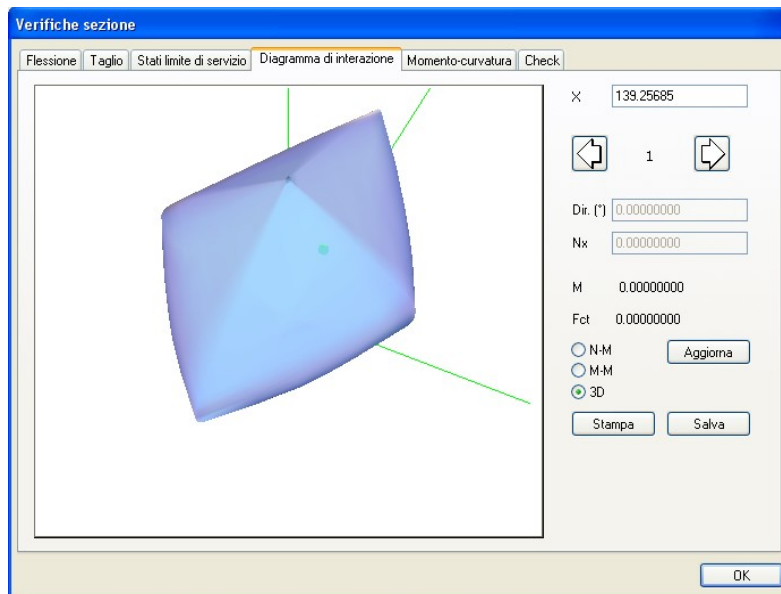 Verifiche sezione
Flessione Taglio Stati limite di servizio Diagramma di interazione Momento-curvatura Check
X 139.25685
1
Dir. (°) 0.00000000
Nx 0.00000000
M 0.00000000
Fct 0.00000000
N-M Aggiorna
M-M
3D
Stampa Salva
OK